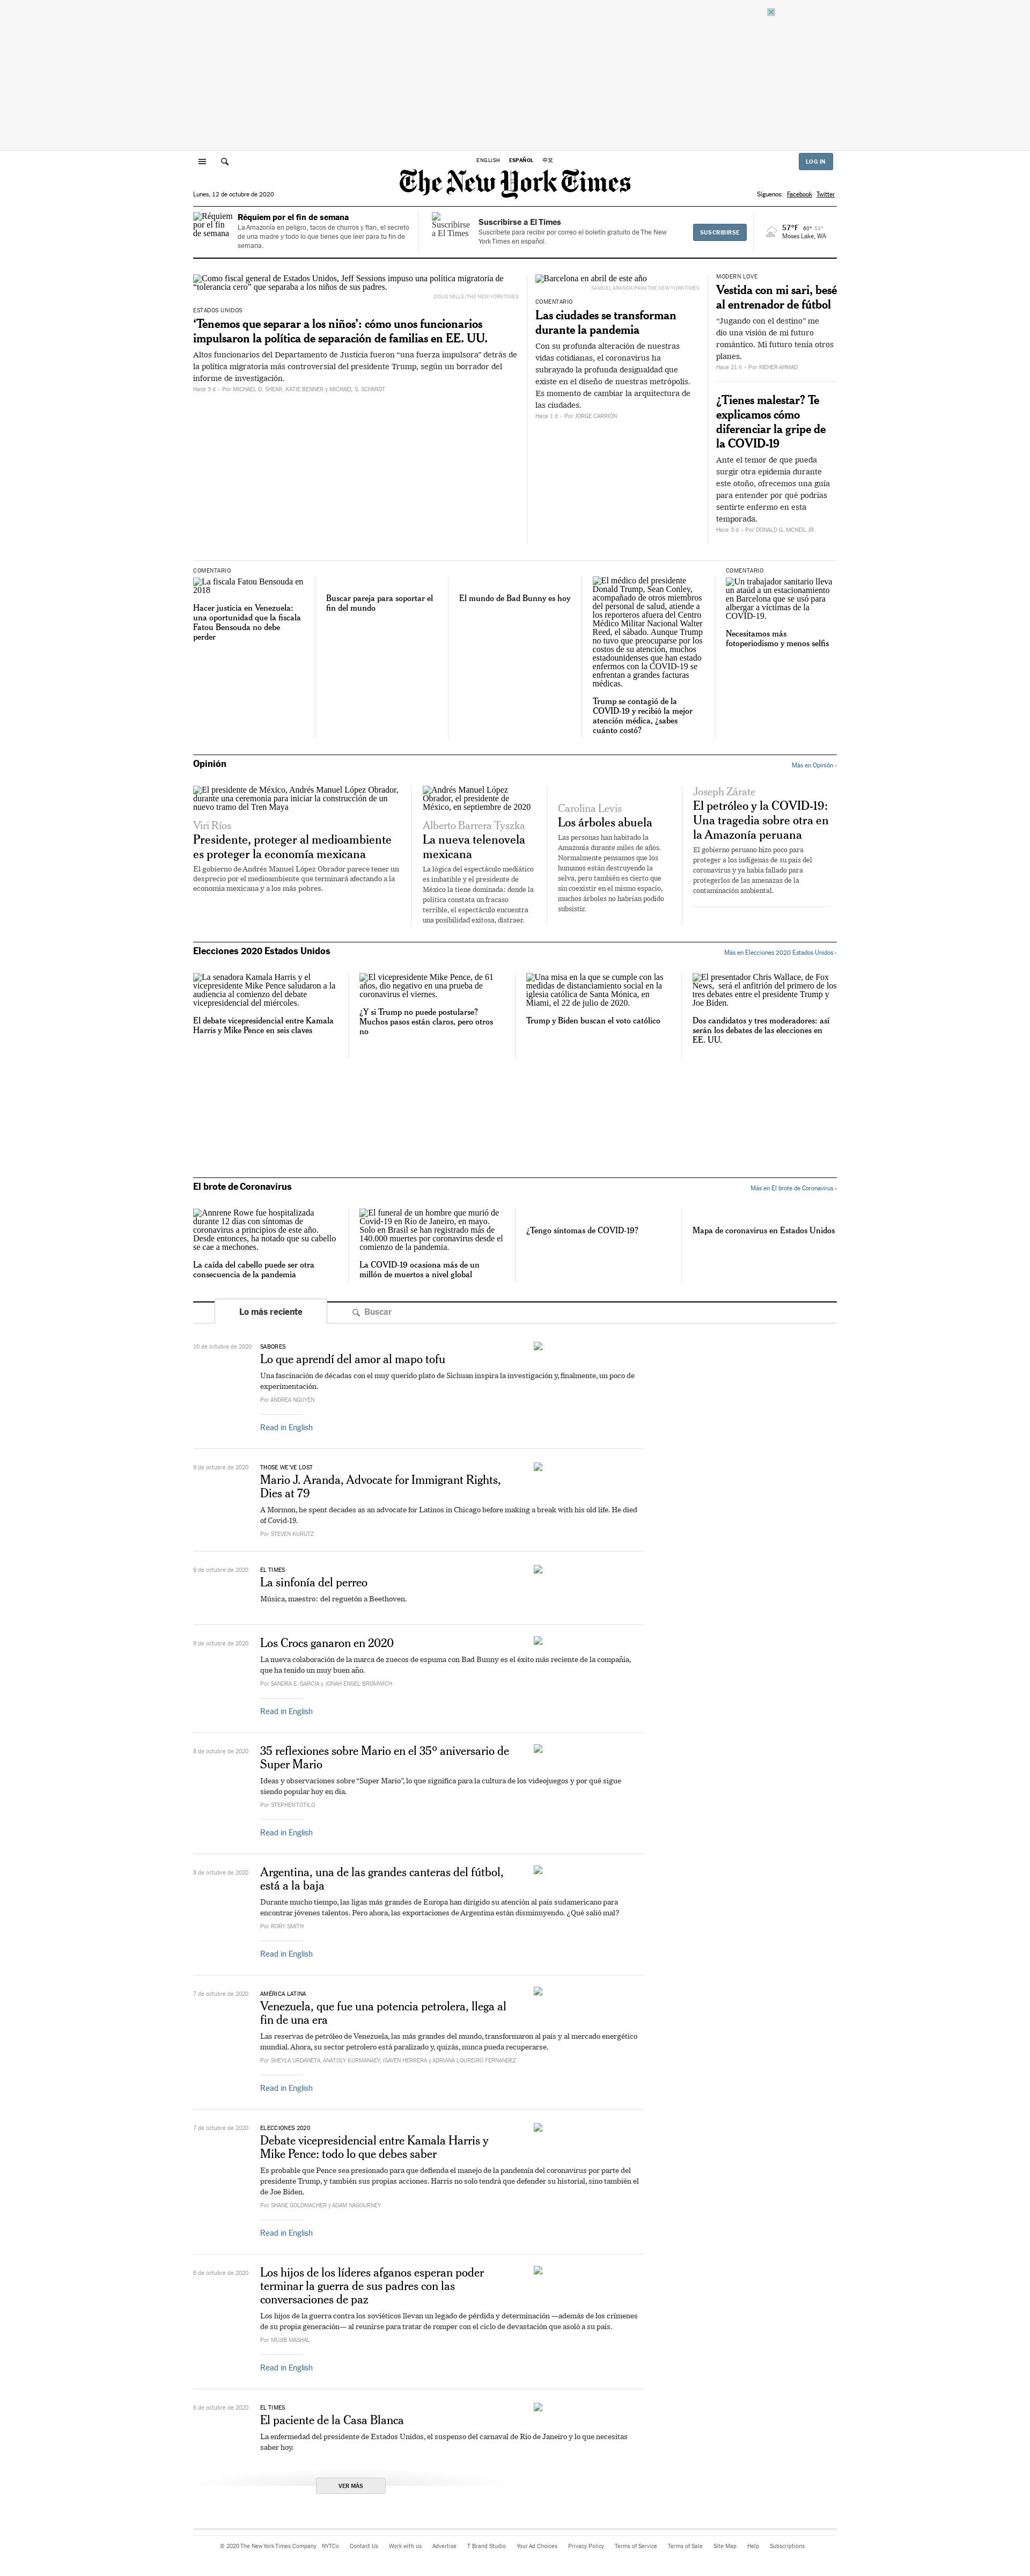 ENGLISH ESPAÑOL 中文
LOG IN
The New York Times
Lunes, 12 de octubre de 2020
Síguenos: Facebook Twitter
Réquiem por el fin de semana
Réquiem por el fin de semana
La Amazonía en peligro, tacos de churros y flan, el secreto
de una madre y todo lo que tienes que leer para tu fin de
semana.
Suscribirse a El Times
Suscribirse a El Times
Suscríbete para recibir por correo el boletín gratuito de The New
York Times en español.
SUSCRIBIRSE
57°F 60° 53°
Moses Lake, WA
Como fiscal general de Estados Unidos, Jeff Sessions impuso una política migratoria de
“tolerancia cero” que separaba a los niños de sus padres.
DOUG MILLS/THE NEW YORK TIMES
ESTADOS UNIDOS
‘Tenemos que separar a los niños’: cómo unos funcionarios
impulsaron la política de separación de familias en EE. UU.
Altos funcionarios del Departamento de Justicia fueron “una fuerza impulsora” detrás de
la política migratoria más controversial del presidente Trump, según un borrador del
informe de investigación.
Hace 3 d – Por MICHAEL D. SHEAR, KATIE BENNER y MICHAEL S. SCHMIDT
Barcelona en abril de este año
SAMUEL ARANDA PARA THE NEW YORK TIMES
COMENTARIO
Las ciudades se transforman
durante la pandemia
Con su profunda alteración de nuestras
vidas cotidianas, el coronavirus ha
subrayado la profunda desigualdad que
existe en el diseño de nuestras metrópolis.
Es momento de cambiar la arquitectura de
las ciudades.
Hace 1 d – Por JORGE CARRIÓN
MODERN LOVE
Vestida con mi sari, besé
al entrenador de fútbol
“Jugando con el destino” me
dio una visión de mi futuro
romántico. Mi futuro tenía otros
planes.
Hace 21 h – Por MEHER AHMAD
¿Tienes malestar? Te
explicamos cómo
diferenciar la gripe de
la COVID-19
Ante el temor de que pueda
surgir otra epidemia durante
este otoño, ofrecemos una guía
para entender por qué podrías
sentirte enfermo en esta
temporada.
Hace 3 d – Por DONALD G. MCNEIL JR.
COMENTARIO
La fiscala Fatou Bensouda en
2018
Hacer justicia en Venezuela:
una oportunidad que la fiscala
Fatou Bensouda no debe
perder
Buscar pareja para soportar el
fin del mundo
El mundo de Bad Bunny es hoy
El médico del presidente
Donald Trump, Sean Conley,
acompañado de otros miembros
del personal de salud, atiende a
los reporteros afuera del Centro
Médico Militar Nacional Walter
Reed, el sábado. Aunque Trump
no tuvo que preocuparse por los
costos de su atención, muchos
estadounidenses que han estado
enfermos con la COVID-19 se
enfrentan a grandes facturas
médicas.
Trump se contagió de la
COVID-19 y recibió la mejor
atención médica, ¿sabes
cuánto costó?
COMENTARIO
Un trabajador sanitario lleva
un ataúd a un estacionamiento
en Barcelona que se usó para
albergar a víctimas de la
COVID-19.
Necesitamos más
fotoperiodismo y menos selfis
Opinión
Más en Opinión ›
El presidente de México, Andrés Manuel López Obrador,
durante una ceremonia para iniciar la construcción de un
nuevo tramo del Tren Maya
Viri Ríos
Presidente, proteger al medioambiente
es proteger la economía mexicana
El gobierno de Andrés Manuel López Obrador parece tener un
desprecio por el medioambiente que terminará afectando a la
economía mexicana y a los más pobres.
Andrés Manuel López
Obrador, el presidente de
México, en septiembre de 2020
Alberto Barrera Tyszka
La nueva telenovela
mexicana
La lógica del espectáculo mediático
es imbatible y el presidente de
México la tiene dominada: donde la
política constata un fracaso
terrible, el espectáculo encuentra
una posibilidad exitosa, distraer.
Carolina Levis
Los árboles abuela
Las personas han habitado la
Amazonía durante miles de años.
Normalmente pensamos que los
humanos están destruyendo la
selva, pero también es cierto que
sin coexistir en el mismo espacio,
muchos árboles no habrían podido
subsistir.
Joseph Zárate
El petróleo y la COVID-19:
Una tragedia sobre otra en
la Amazonía peruana
El gobierno peruano hizo poco para
proteger a los indígenas de su país del
coronavirus y ya había fallado para
protegerlos de las amenazas de la
contaminación ambiental.
Elecciones 2020 Estados Unidos
Más en Elecciones 2020 Estados Unidos ›
La senadora Kamala Harris y el
vicepresidente Mike Pence saludaron a la
audiencia al comienzo del debate
vicepresidencial del miércoles.
El debate vicepresidencial entre Kamala
Harris y Mike Pence en seis claves
El vicepresidente Mike Pence, de 61
años, dio negativo en una prueba de
coronavirus el viernes.
¿Y si Trump no puede postularse?
Muchos pasos están claros, pero otros
no
Una misa en la que se cumple con las
medidas de distanciamiento social en la
iglesia católica de Santa Mónica, en
Miami, el 22 de julio de 2020.
Trump y Biden buscan el voto católico
El presentador Chris Wallace, de Fox
News, será el anfitrión del primero de los
tres debates entre el presidente Trump y
Joe Biden.
Dos candidatos y tres moderadores: así
serán los debates de las elecciones en
EE. UU.
El brote de Coronavirus
Más en El brote de Coronavirus ›
Annrene Rowe fue hospitalizada
durante 12 días con síntomas de
coronavirus a principios de este año.
Desde entonces, ha notado que su cabello
se cae a mechones.
La caída del cabello puede ser otra
consecuencia de la pandemia
El funeral de un hombre que murió de
Covid-19 en Río de Janeiro, en mayo.
Solo en Brasil se han registrado más de
140.000 muertes por coronavirus desde el
comienzo de la pandemia.
La COVID-19 ocasiona más de un
millón de muertos a nivel global
¿Tengo síntomas de COVID-19?
Mapa de coronavirus en Estados Unidos
Lo más reciente
Buscar
10 de octubre de 2020
SABORES
Lo que aprendí del amor al mapo tofu
Una fascinación de décadas con el muy querido plato de Sichuan inspira la investigación y, finalmente, un poco de
experimentación.
Por ANDREA NGUYEN
Read in English
9 de octubre de 2020
THOSE WE'VE LOST
Mario J. Aranda, Advocate for Immigrant Rights,
Dies at 79
A Mormon, he spent decades as an advocate for Latinos in Chicago before making a break with his old life. He died
of Covid-19.
Por STEVEN KURUTZ
9 de octubre de 2020
EL TIMES
La sinfonía del perreo
Música, maestro: del reguetón a Beethoven.
9 de octubre de 2020
Los Crocs ganaron en 2020
La nueva colaboración de la marca de zuecos de espuma con Bad Bunny es el éxito más reciente de la compañía,
que ha tenido un muy buen año.
Por SANDRA E. GARCIA y JONAH ENGEL BROMWICH
Read in English
8 de octubre de 2020
35 reflexiones sobre Mario en el 35º aniversario de
Super Mario
Ideas y observaciones sobre “Super Mario”, lo que significa para la cultura de los videojuegos y por qué sigue
siendo popular hoy en día.
Por STEPHEN TOTILO
Read in English
8 de octubre de 2020
Argentina, una de las grandes canteras del fútbol,
está a la baja
Durante mucho tiempo, las ligas más grandes de Europa han dirigido su atención al país sudamericano para
encontrar jóvenes talentos. Pero ahora, las exportaciones de Argentina están disminuyendo. ¿Qué salió mal?
Por RORY SMITH
Read in English
7 de octubre de 2020
AMÉRICA LATINA
Venezuela, que fue una potencia petrolera, llega al
fin de una era
Las reservas de petróleo de Venezuela, las más grandes del mundo, transformaron al país y al mercado energético
mundial. Ahora, su sector petrolero está paralizado y, quizás, nunca pueda recuperarse.
Por SHEYLA URDANETA, ANATOLY KURMANAEV, ISAYEN HERRERA y ADRIANA LOUREIRO FERNANDEZ
Read in English
7 de octubre de 2020
ELECCIONES 2020
Debate vicepresidencial entre Kamala Harris y
Mike Pence: todo lo que debes saber
Es probable que Pence sea presionado para que defienda el manejo de la pandemia del coronavirus por parte del
presidente Trump, y también sus propias acciones. Harris no solo tendrá que defender su historial, sino también el
de Joe Biden.
Por SHANE GOLDMACHER y ADAM NAGOURNEY
Read in English
6 de octubre de 2020
Los hijos de los líderes afganos esperan poder
terminar la guerra de sus padres con las
conversaciones de paz
Los hijos de la guerra contra los soviéticos llevan un legado de pérdida y determinación —además de los crímenes
de su propia generación— al reunirse para tratar de romper con el ciclo de devastación que asoló a su país.
Por MUJIB MASHAL
Read in English
6 de octubre de 2020
EL TIMES
El paciente de la Casa Blanca
La enfermedad del presidente de Estados Unidos, el suspenso del carnaval de Río de Janeiro y lo que necesitas
saber hoy.
VER MÁS
© 2020 The New York Times Company NYTCo Contact Us Work with us Advertise T Brand Studio Your Ad Choices Privacy Policy Terms of Service Terms of Sale Site Map Help Subscriptions